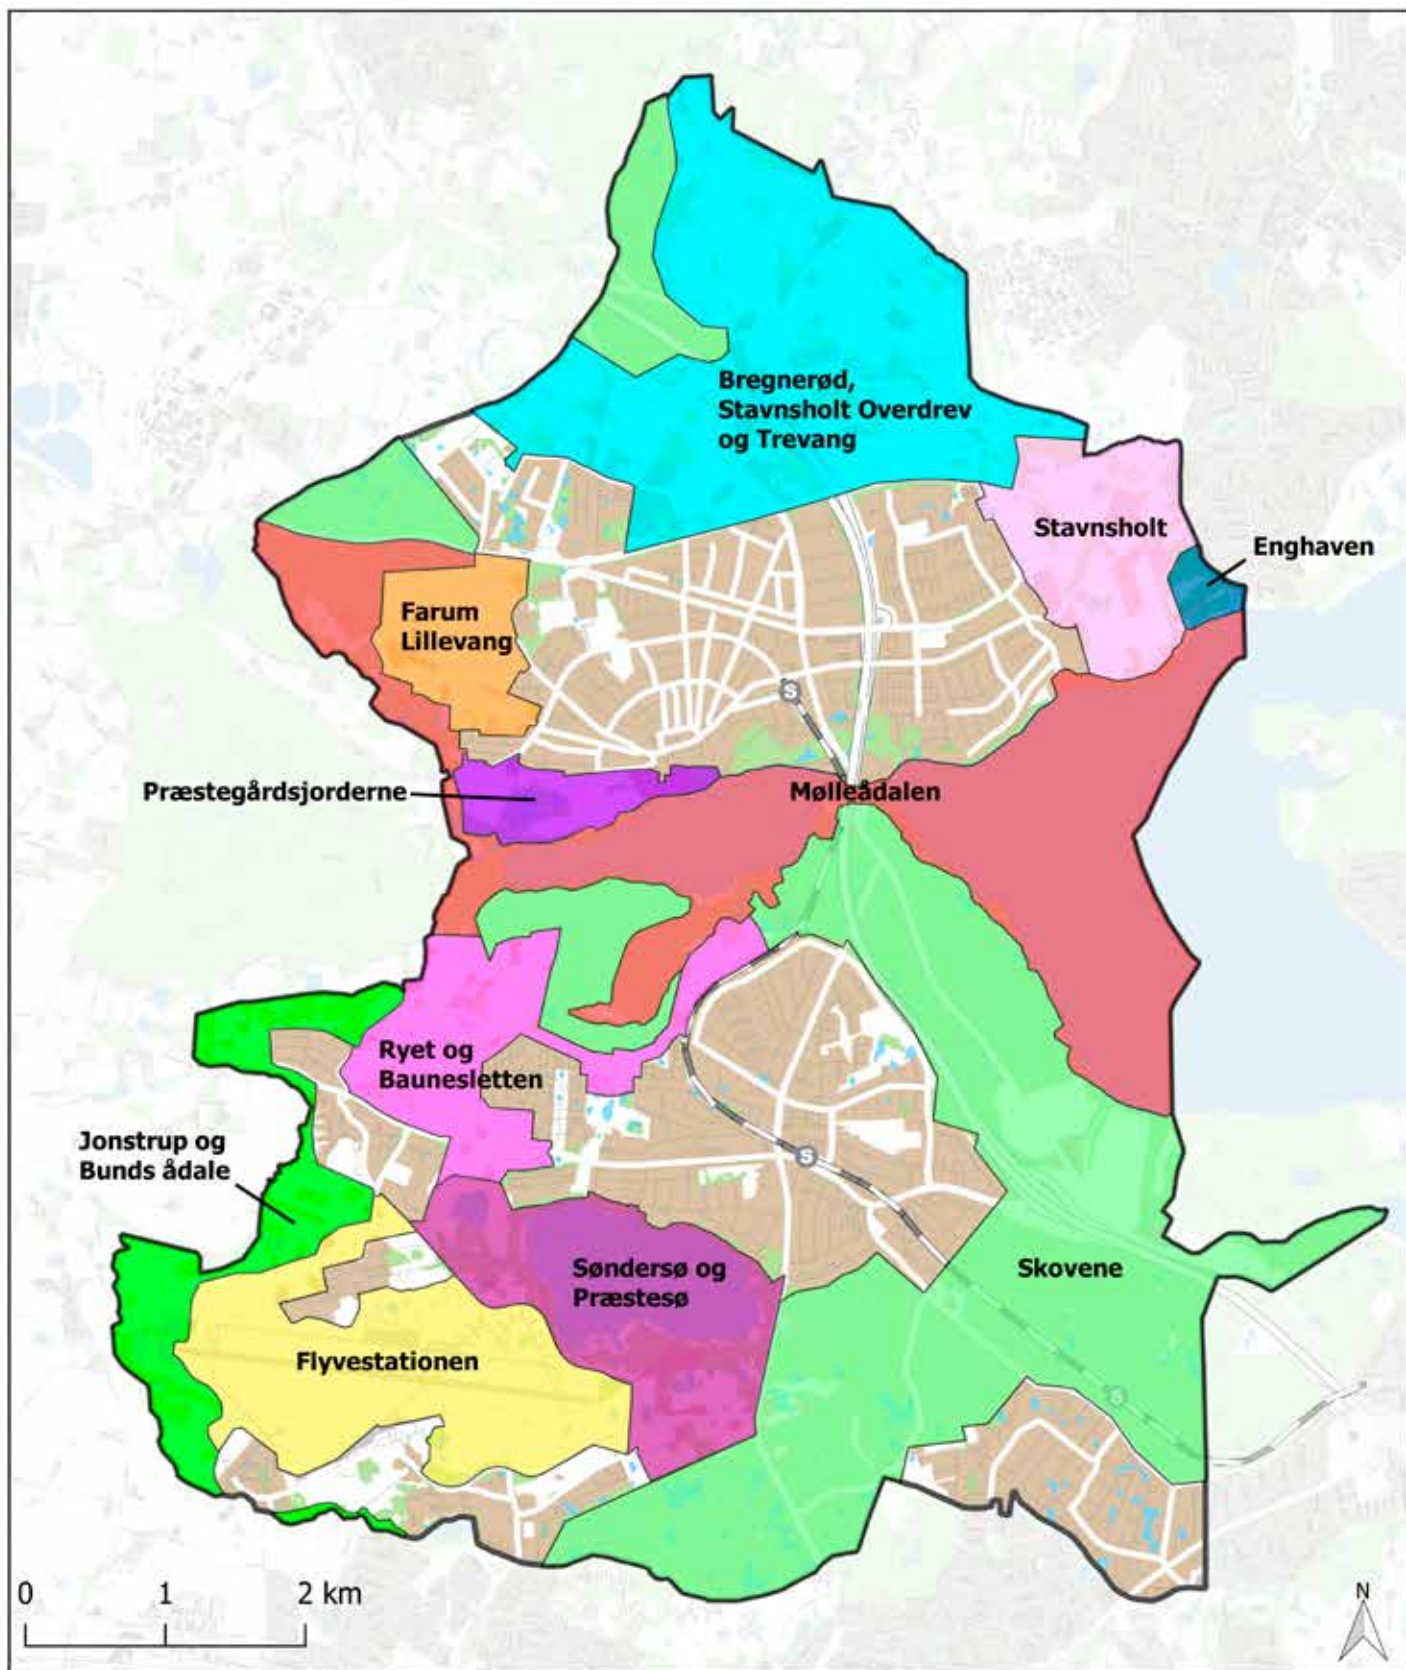 Bregnerød,
Stavnsholt Overdrev
og Trevang
Stavnsholt
Enghaven
Farum
Lillevang
S
Præstegårdsjorderne
Mølleådalen
Ryet og
Baunesletten
Jonstrup og
Bunds ådale
S
Søndersø og
Præstesø
Skovene
Flyvestationen
S
0 1 2 km
N